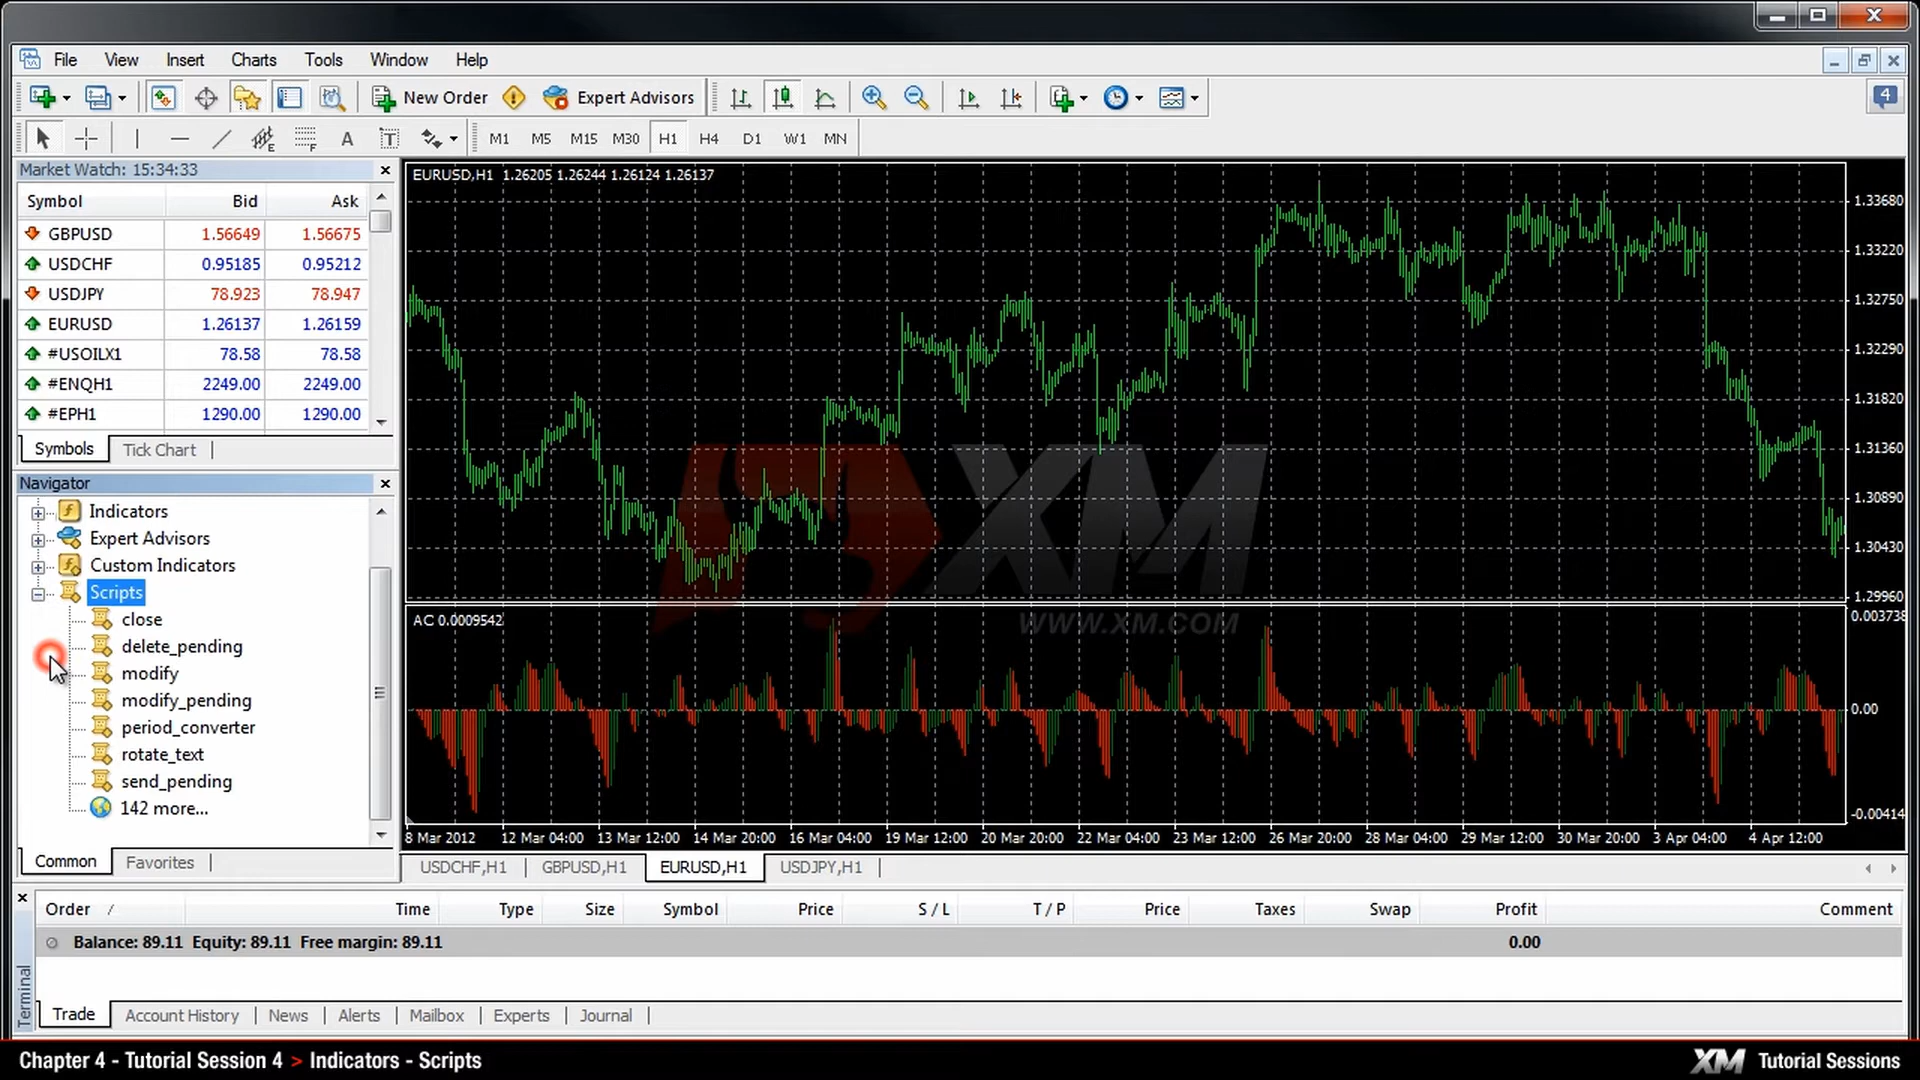 File View Insert Charts Tools Window Help
New Order Expert Advisors 4
A T M1 M5 M15 M30 H1 H4 D1 W1 MN
Market Watch: 15:34:33
Symbol Bid Ask
GBPUSD 1.56649 1.56675
USDCHF 0.95185 0.95212
USDJPY 78.923 78.947
EURUSD 1.26137 1.26159
#USOILX1 78.58 78.58
#ENQH1 2249.00 2249.00
#EPH1 1290.00 1290.00
Symbols Tick Chart
Navigator
Indicators
Expert Advisors
Custom Indicators
Scripts
close
delete_pending
modify
modify_pending
period_converter
rotate_text
send_pending
142 more...
Common Favorites
EURUSD,H1 1.26205 1.26244 1.26124 1.26137
1.33680
1.33220
1.32750
1.32290
1.31820
1.31360
1.30890
1.30430
1.29960
XM
WWW.XM.COM
AC 0.0009542
0.003738
0.00
-0.00414
8 Mar 2012 12 Mar 04:00 13 Mar 12:00 14 Mar 20:00 16 Mar 04:00 19 Mar 12:00 20 Mar 20:00 22 Mar 04:00 23 Mar 12:00 26 Mar 20:00 28 Mar 04:00 29 Mar 12:00 30 Mar 20:00 3 Apr 04:00 4 Apr 12:00
USDCHF,H1 GBPUSD,H1 EURUSD,H1 USDJPY,H1
Order / Time Type Size Symbol Price S / L T / P Price Taxes Swap Profit Comment
Balance: 89.11 Equity: 89.11 Free margin: 89.11 0.00
Terminal
Trade Account History News Alerts Mailbox Experts Journal
Chapter 4 - Tutorial Session 4 > Indicators - Scripts
XM Tutorial Sessions